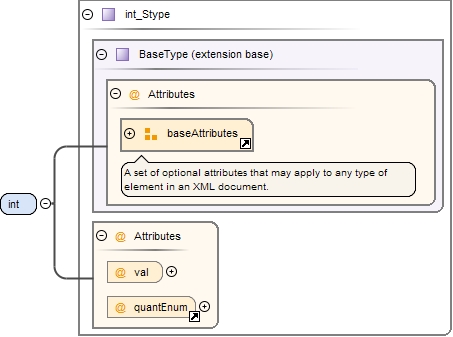 int_Stype
BaseType (extension base)
@ Attributes
baseAttributes
A set of optional attributes that may apply to any type of
element in an XML document.
int
@ Attributes
@ val
@ quantEnum